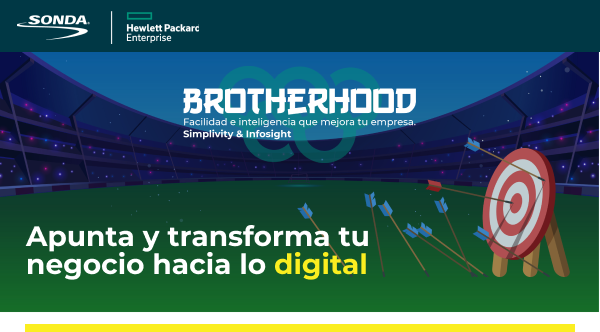 SONDA
Hewlett Packard
Enterprise
BROTHERHOOD
Facilidad e inteligencia que mejora tu empresa.
Simplivity & Infosight
Apunta y transforma tu
negocio hacia lo digital